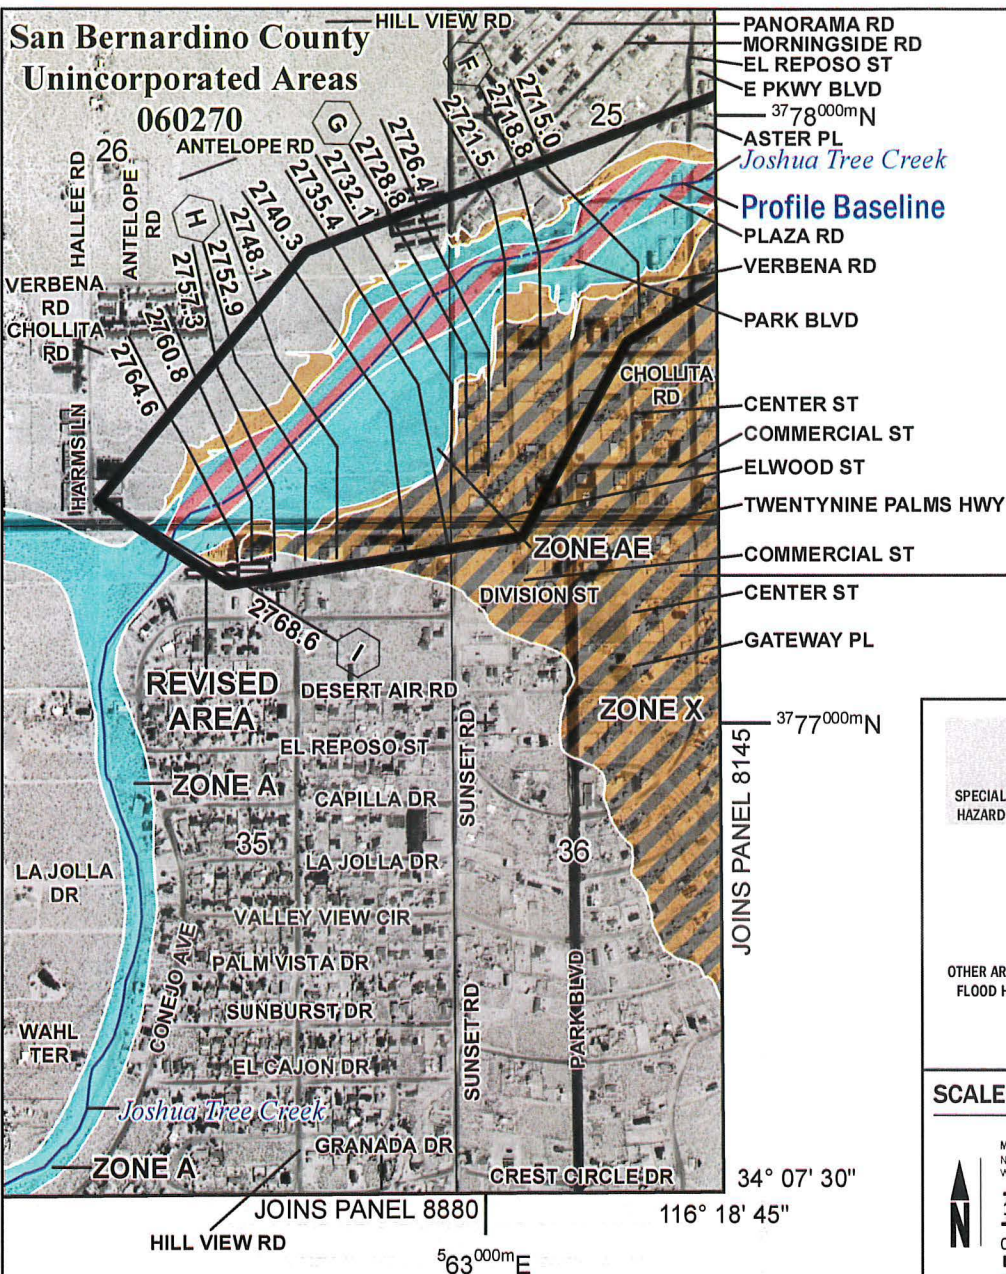 San Bernardino County
Unincorporated Areas
060270
HILL VIEW RD
PANORAMA RD
MORNINGSIDE RD
EL REPOSO ST
E PKWY BLVD
3778000m N
ASTER PL
Joshua Tree Creek
Profile Baseline
PLAZA RD
VERBENA RD
PARK BLVD
CENTER ST
COMMERCIAL ST
ELWOOD ST
TWENTYNINE PALMS HWY
COMMERCIAL ST
CENTER ST
GATEWAY PL
3777000m N
F
2715.0
2718.8
2721.5
25
G
2726.4
2728.8
2732.1
2735.4
2740.3
26
ANTELOPE RD
HALLEE RD
ANTELOPE
RD
H
2748.1
2752.9
2757.3
2760.8
2764.6
VERBENA
RD
CHOLLITA
RD
HARMS LN
CHOLLITA
RD
ZONE AE
DIVISION ST
2768.6
I
REVISED
AREA
DESERT AIR RD
ZONE X
EL REPOSO ST
SUNSET RD
ZONE A
CAPILLA DR
35
36
LA JOLLA
DR
LA JOLLA DR
VALLEY VIEW CIR
CONEJO AVE
PALM VISTA DR
SUNBURST DR
WAHL
TER
EL CAJON DR
SUNSET RD
PARK BLVD
Joshua Tree Creek
GRANADA DR
ZONE A
CREST CIRCLE DR
JOINS PANEL 8145
34° 07' 30"
116° 18' 45"
JOINS PANEL 8880
HILL VIEW RD
563000m E
SPECIAL
HAZARD
OTHER AR
FLOOD H
SCALE
N